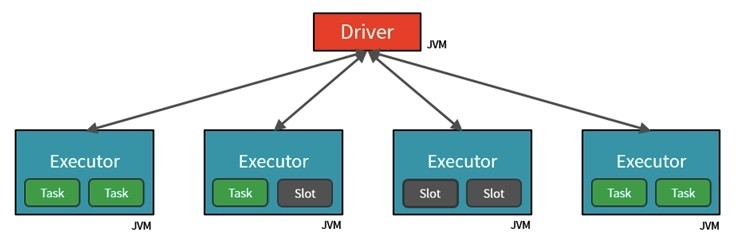 Driver
JVM
Executor
Executor
Executor
Executor
Task Task
Task Slot
Slot Slot
Task Task
JVM
JVM
JVM
JVM